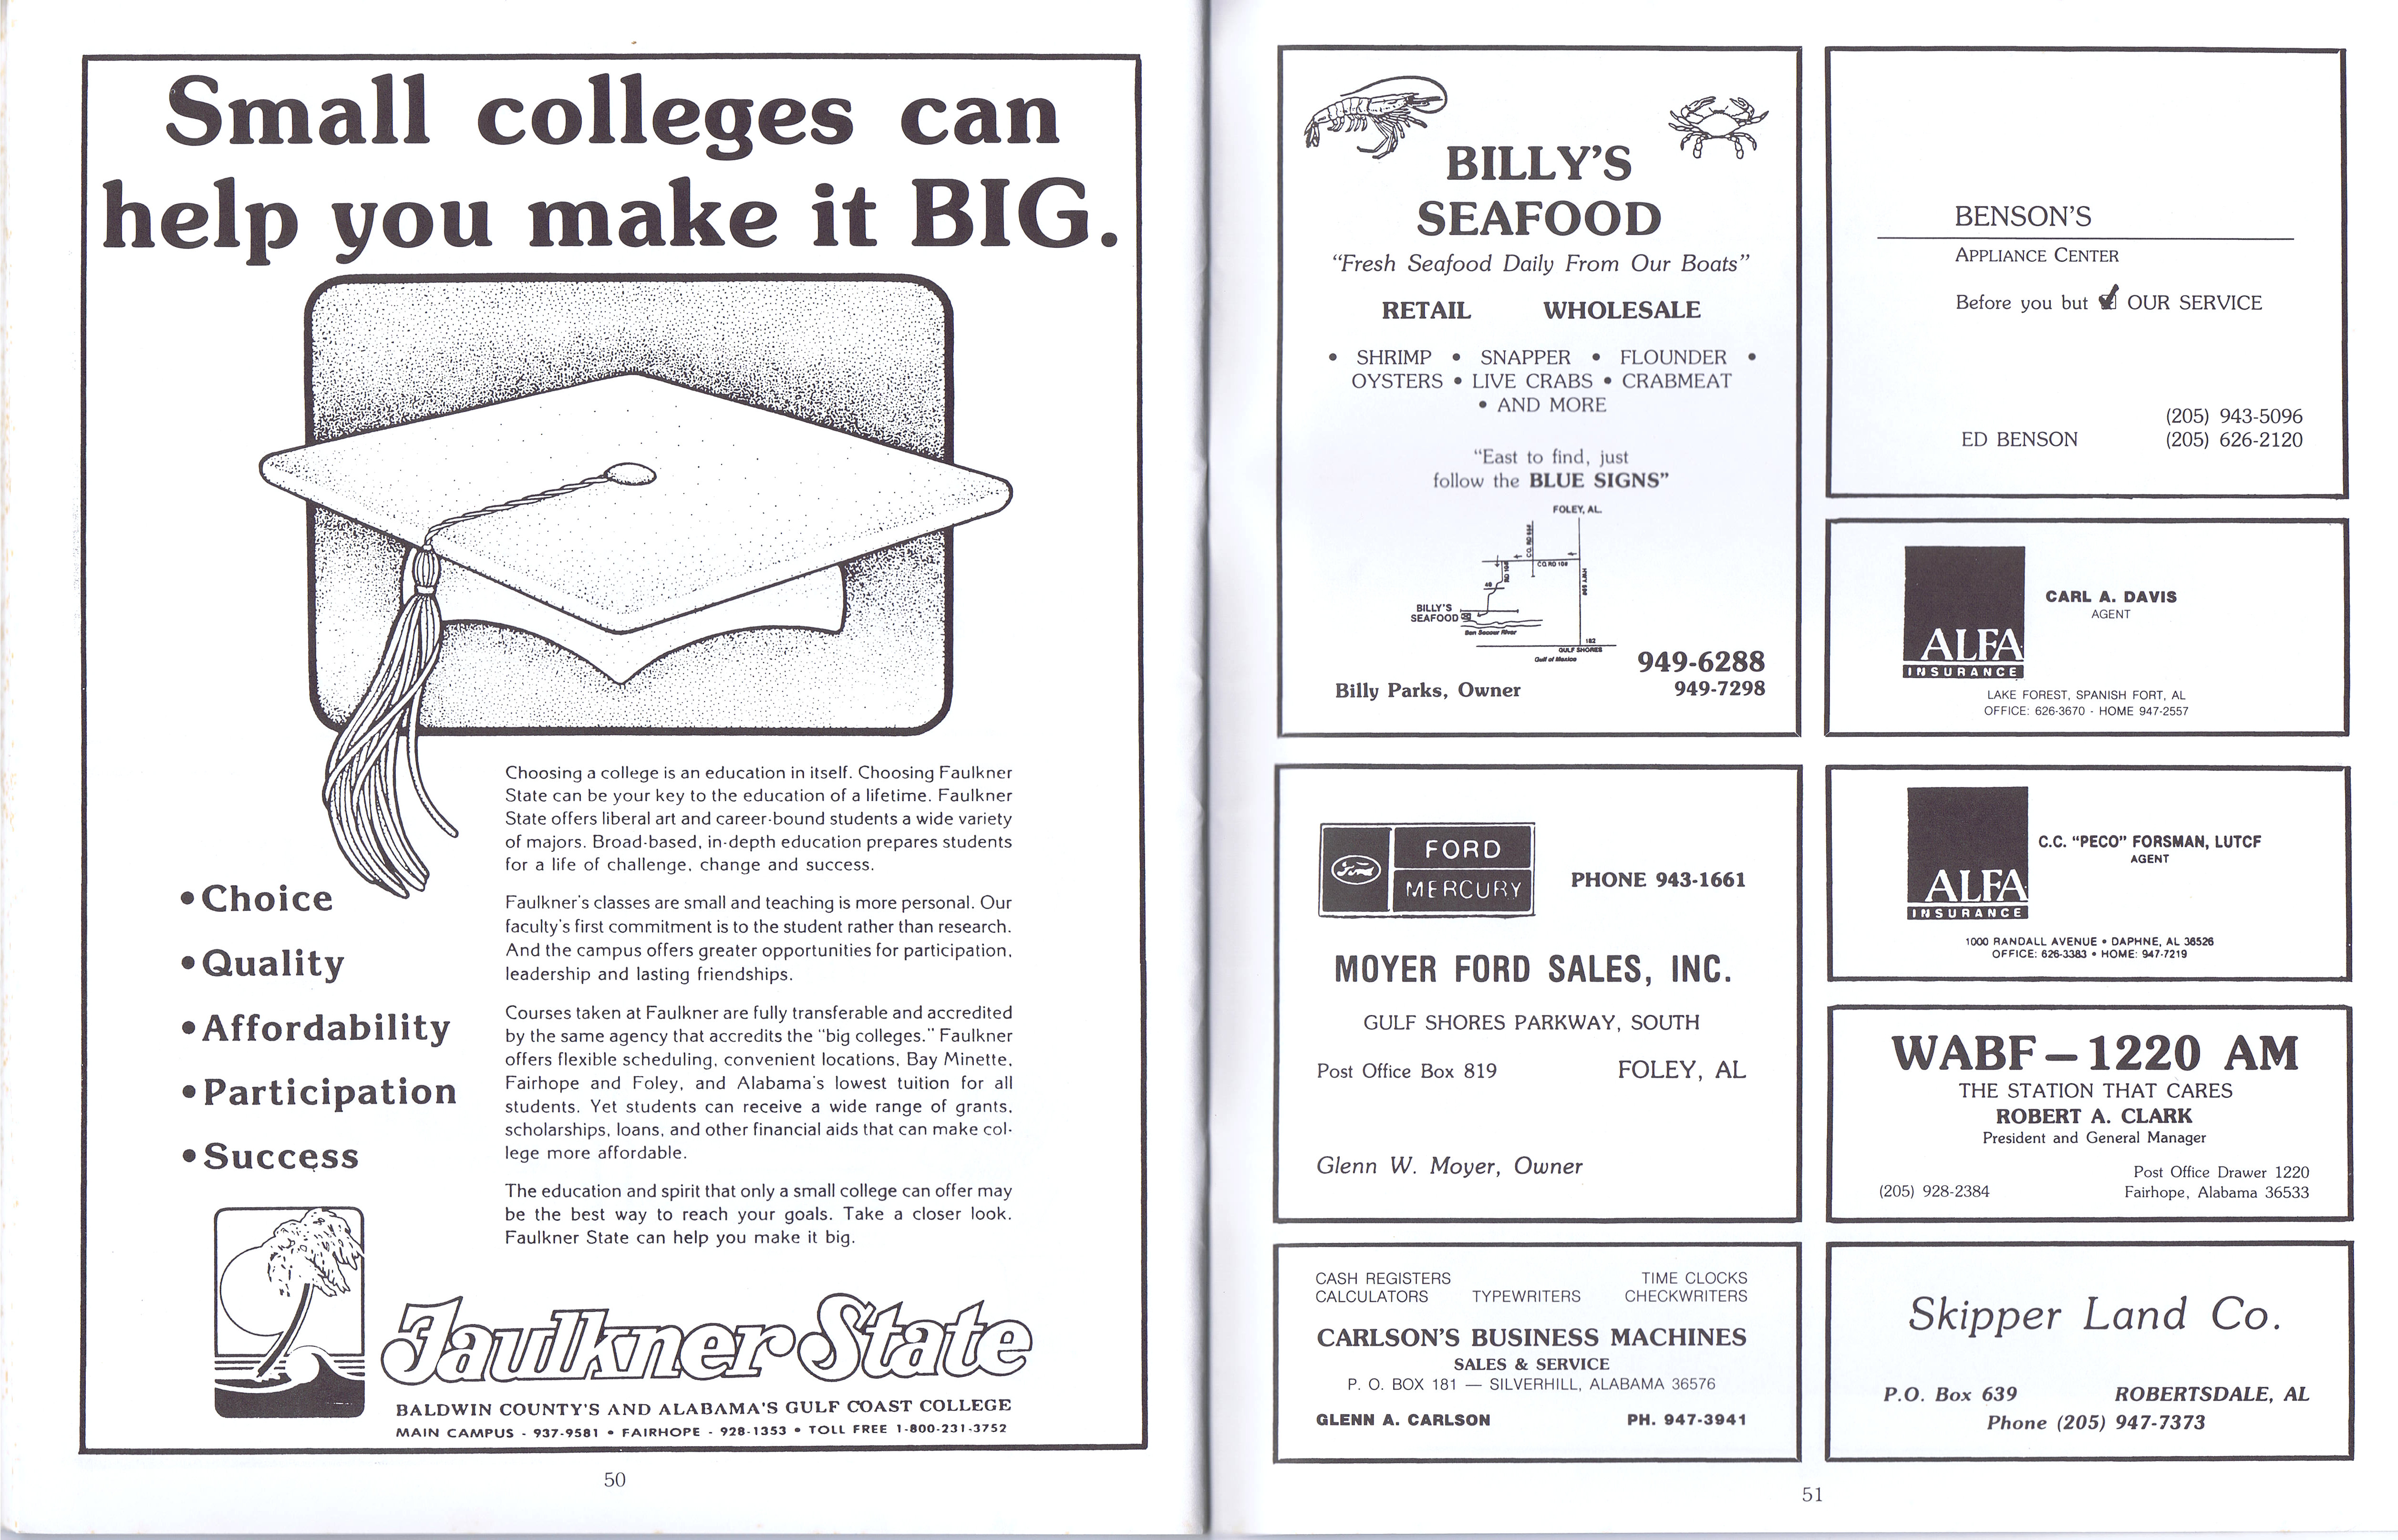 Small colleges can
help you make it BIG.
Choosing a college is an education in itself. Choosing Faulkner
State can be your key to the education of a lifetime. Faulkner
State offers liberal art and career-bound students a wide variety
of majors. Broad-based, in-depth education prepares students
for a life of challenge, change and success.
Faulkner's classes are small and teaching is more personal. Our
faculty's first commitment is to the student rather than research.
And the campus offers greater opportunities for participation,
leadership and lasting friendships.
Courses taken at Faulkner are fully transferable and accredited
by the same agency that accredits the "big colleges." Faulkner
offers flexible scheduling, convenient locations, Bay Minette,
Fairhope and Foley, and Alabama's lowest tuition for all
students. Yet students can receive a wide range of grants,
scholarships, loans, and other financial aids that can make col-
lege more affordable.
The education and spirit that only a small college can offer may
be the best way to reach your goals. Take a closer look.
Faulkner State can help you make it big.
• Choice
• Quality
• Affordability
• Participation
• Success
Faulkner State
BALDWIN COUNTY'S AND ALABAMA'S GULF COAST COLLEGE
MAIN CAMPUS - 937-9581 • FAIRHOPE - 928-1353 • TOLL FREE 1-800-231-3752
50
BILLY'S
SEAFOOD
"Fresh Seafood Daily From Our Boats"
RETAIL WHOLESALE
• SHRIMP • SNAPPER • FLOUNDER •
OYSTERS • LIVE CRABS • CRABMEAT
• AND MORE
"East to find, just
follow the BLUE SIGNS"
FOLEY, AL.
CO. RD
CO. RD 10
RD 10
HWY 59
BILLY'S
SEAFOOD
Bon Secour River
182
GULF SHORES
Gulf of Mexico
949-6288
Billy Parks, Owner 949-7298
FORD
Ford
MERCURY
PHONE 943-1661
MOYER FORD SALES, INC.
GULF SHORES PARKWAY, SOUTH
Post Office Box 819 FOLEY, AL
Glenn W. Moyer, Owner
CASH REGISTERS TIME CLOCKS
CALCULATORS TYPEWRITERS CHECKWRITERS
CARLSON'S BUSINESS MACHINES
SALES & SERVICE
P. O. BOX 181 — SILVERHILL, ALABAMA 36576
GLENN A. CARLSON PH. 947-3941
BENSON'S
APPLIANCE CENTER
Before you but ☑ OUR SERVICE
(205) 943-5096
ED BENSON (205) 626-2120
ALFA
INSURANCE
CARL A. DAVIS
AGENT
LAKE FOREST, SPANISH FORT, AL
OFFICE: 626-3670 - HOME 947-2557
ALFA
INSURANCE
C.C. "PECO" FORSMAN, LUTCF
AGENT
1000 RANDALL AVENUE • DAPHNE, AL 36526
OFFICE: 626-3383 • HOME: 947-7219
WABF – 1220 AM
THE STATION THAT CARES
ROBERT A. CLARK
President and General Manager
Post Office Drawer 1220
(205) 928-2384 Fairhope, Alabama 36533
Skipper Land Co.
P.O. Box 639 ROBERTSDALE, AL
Phone (205) 947-7373
51